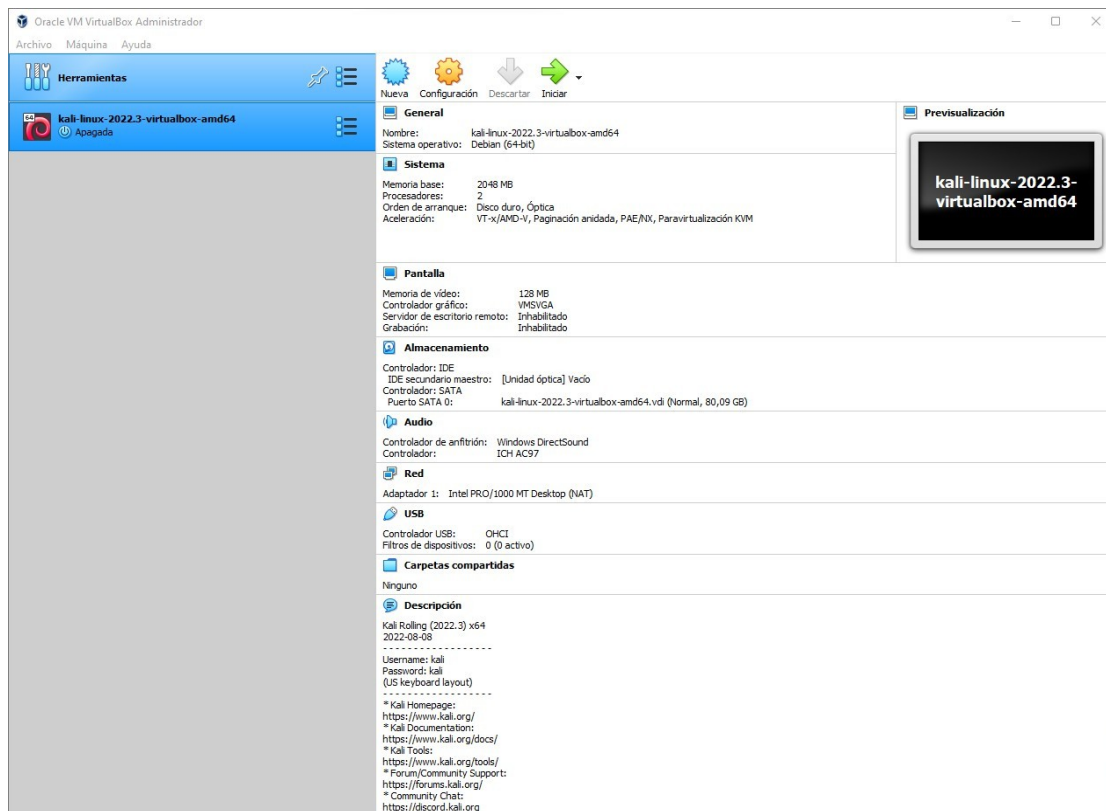 Oracle VM VirtualBox Administrador
Archivo Máquina Ayuda
Herramientas
64
kali-linux-2022.3-virtualbox-amd64
Apagada
Nueva Configuración Descartar Iniciar
General
Nombre: kali-linux-2022.3-virtualbox-amd64
Sistema operativo: Debian (64-bit)
Previsualización
kali-linux-2022.3-
virtualbox-amd64
Sistema
Memoria base: 2048 MB
Procesadores: 2
Orden de arranque: Disco duro, Óptica
Aceleración: VT-x/AMD-V, Paginación anidada, PAE/NX, Paravirtualización KVM
Pantalla
Memoria de vídeo: 128 MB
Controlador gráfico: VMSVGA
Servidor de escritorio remoto: Inhabilitado
Grabación: Inhabilitado
Almacenamiento
Controlador: IDE
IDE secundario maestro: [Unidad óptica] Vacío
Controlador: SATA
Puerto SATA 0: kali-linux-2022.3-virtualbox-amd64.vdi (Normal, 80,09 GB)
Audio
Controlador de anfitrión: Windows DirectSound
Controlador: ICH AC97
Red
Adaptador 1: Intel PRO/1000 MT Desktop (NAT)
USB
Controlador USB: OHCI
Filtros de dispositivos: 0 (0 activo)
Carpetas compartidas
Ninguno
Descripción
Kali Rolling (2022.3) x64
2022-08-08
- - - - - - - - - - - - - - - - - -
Username: kali
Password: kali
(US keyboard layout)
- - - - - - - - - - - - - - - - - -
* Kali Homepage:
https://www.kali.org/
* Kali Documentation:
https://www.kali.org/docs/
* Kali Tools:
https://www.kali.org/tools/
* Forum/Community Support:
https://forums.kali.org/
* Community Chat:
https://discord.kali.org